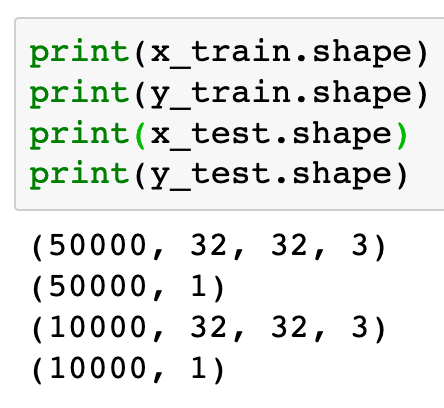 print(x_train.shape)
print(y_train.shape)
print(x_test.shape)
print(y_test.shape)
(50000, 32, 32, 3)
(50000, 1)
(10000, 32, 32, 3)
(10000, 1)